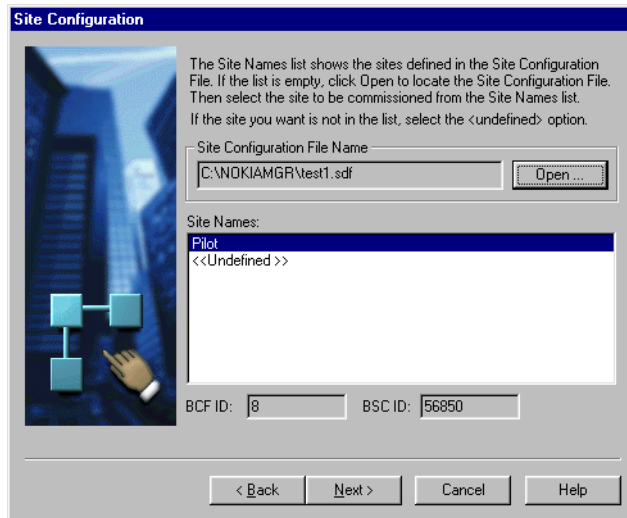 Site Configuration
The Site Names list shows the sites defined in the Site Configuration
File. If the list is empty, click Open to locate the Site Configuration File.
Then select the site to be commissioned from the Site Names list.
If the site you want is not in the list, select the <undefined> option.
Site Configuration File Name
C:\NOKIAMGR\test1.sdf
Open ...
Site Names:
Pilot
<<Undefined >>
BCF ID: 8 BSC ID: 56850
< Back Next > Cancel Help